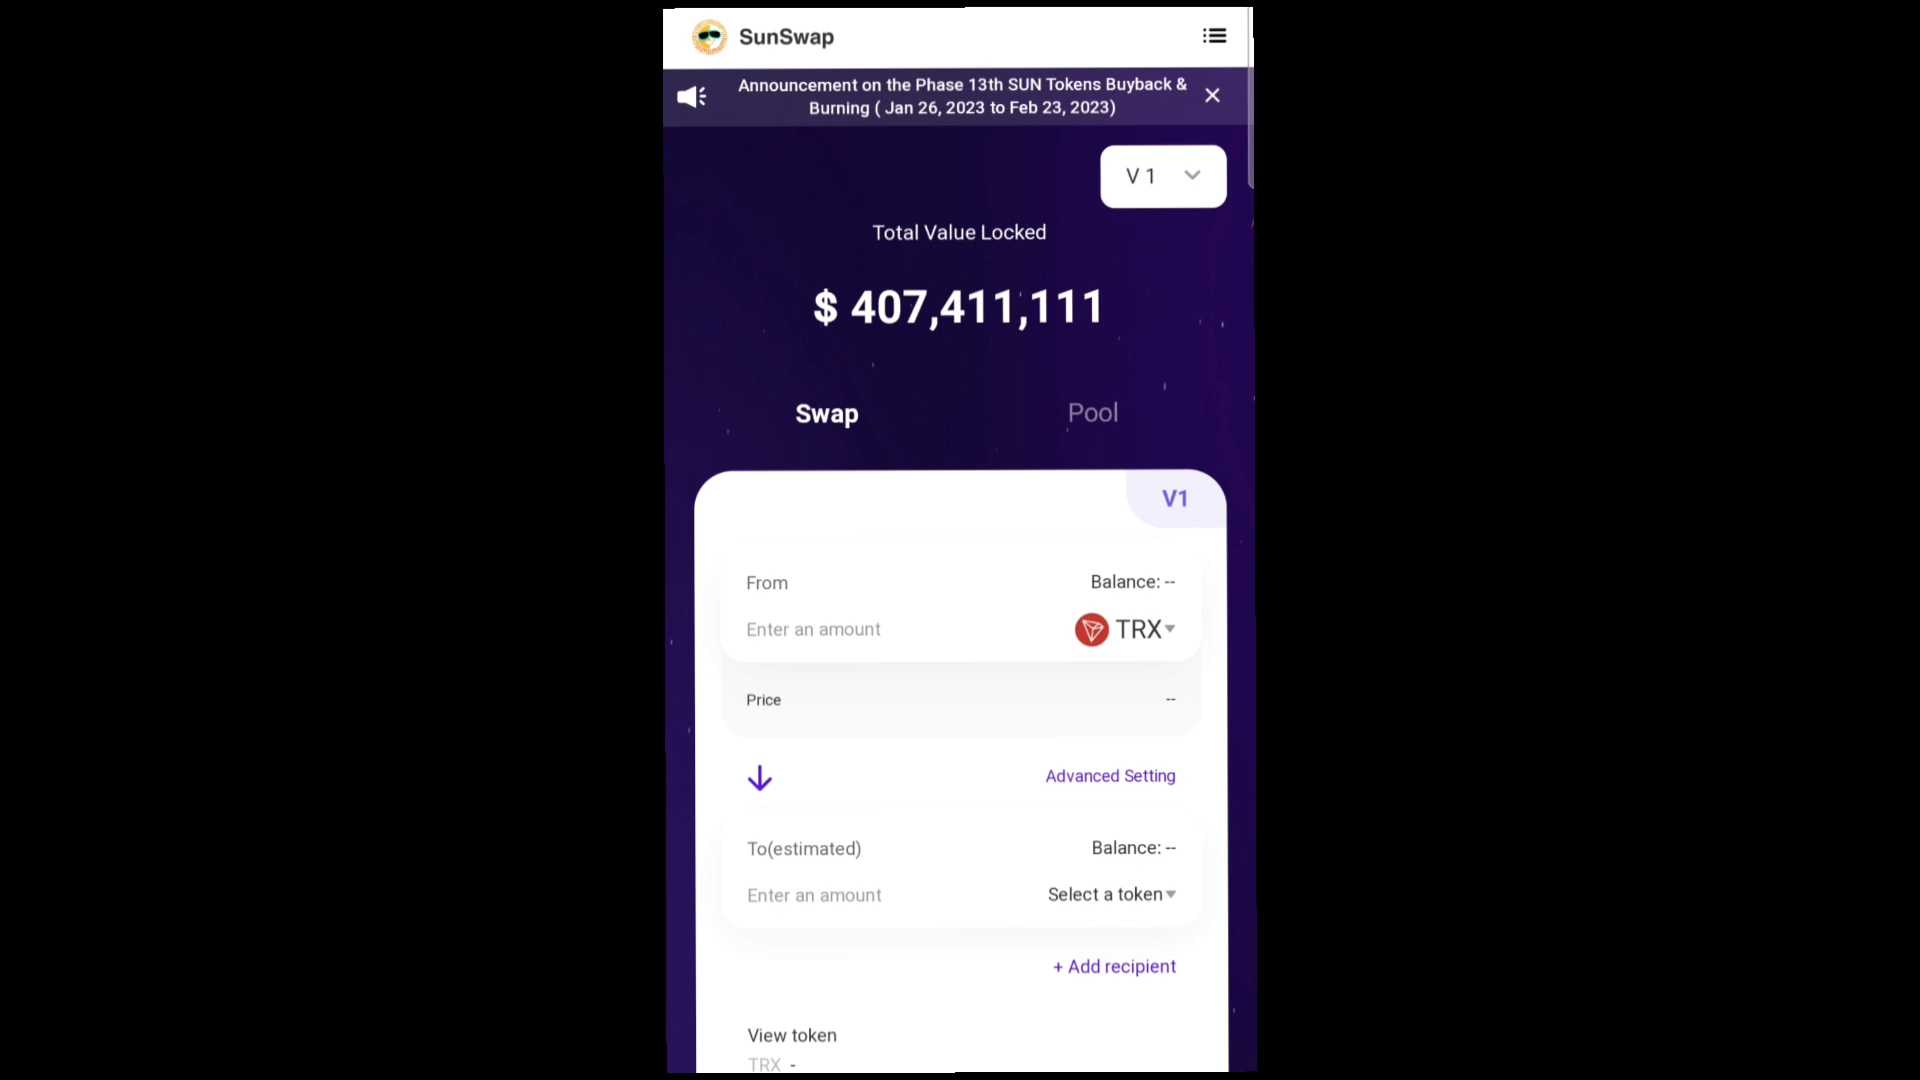 SunSwap
Announcement on the Phase 13th SUN Tokens Buyback &
Burning ( Jan 26, 2023 to Feb 23, 2023)
V 1
Total Value Locked
$ 407,411,111
Swap
Pool
V1
From
Balance: --
Enter an amount
TRX
Price
--
Advanced Setting
To(estimated)
Balance: --
Enter an amount
Select a token
+ Add recipient
View token
TRX -